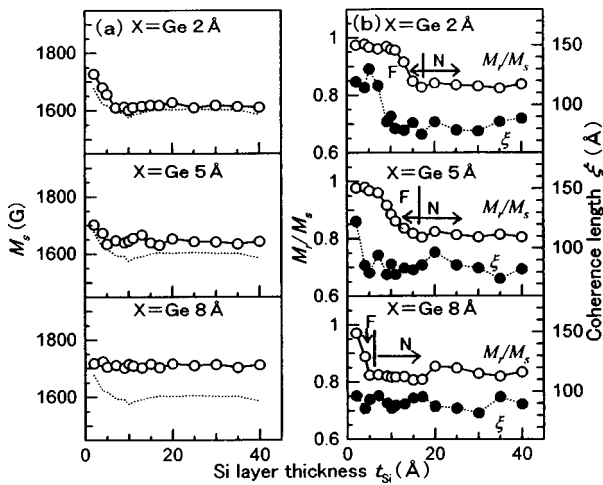 (a) X=Ge 2 Å
1800
1600
X=Ge 5 Å
1800
1600
X=Ge 8 Å
1800
1600
0 10 20 30 40
M_s (G)
(b) X=Ge 2 Å
1
0.8
0.6
150
100
50
F N M_r/M_s
ξ
X=Ge 5 Å
1
0.8
0.6
150
100
50
F N M_r/M_s
ξ
X=Ge 8 Å
1
0.8
0.6
150
100
50
F N M_r/M_s
ξ
0 10 20 30 40
M_r/M_s
Coherence length ξ (Å)
Si layer thickness t_Si (Å)